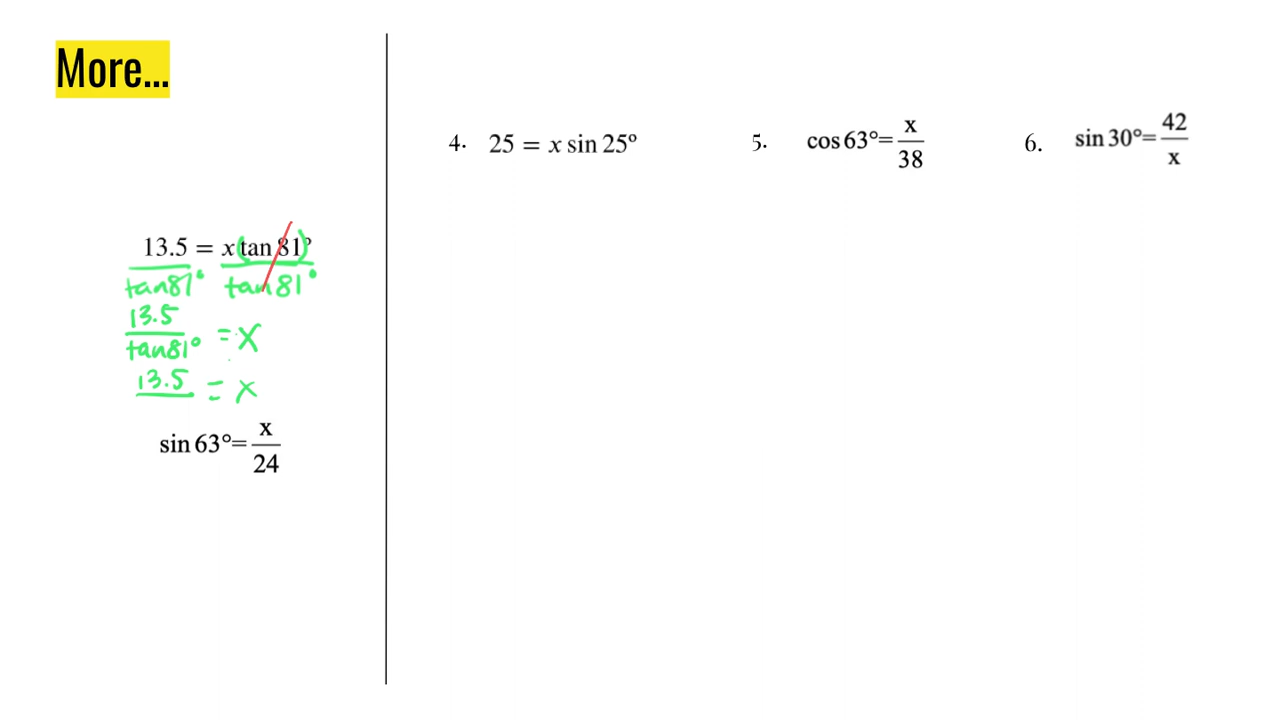 More...
13.5 = x(tan 81)º
tan81° tan81°
13.5
tan81° = x
13.5 = x
sin 63°= x
24
4. 25 = x sin 25º
5. cos 63°= x
38
6. sin 30°= 42
x